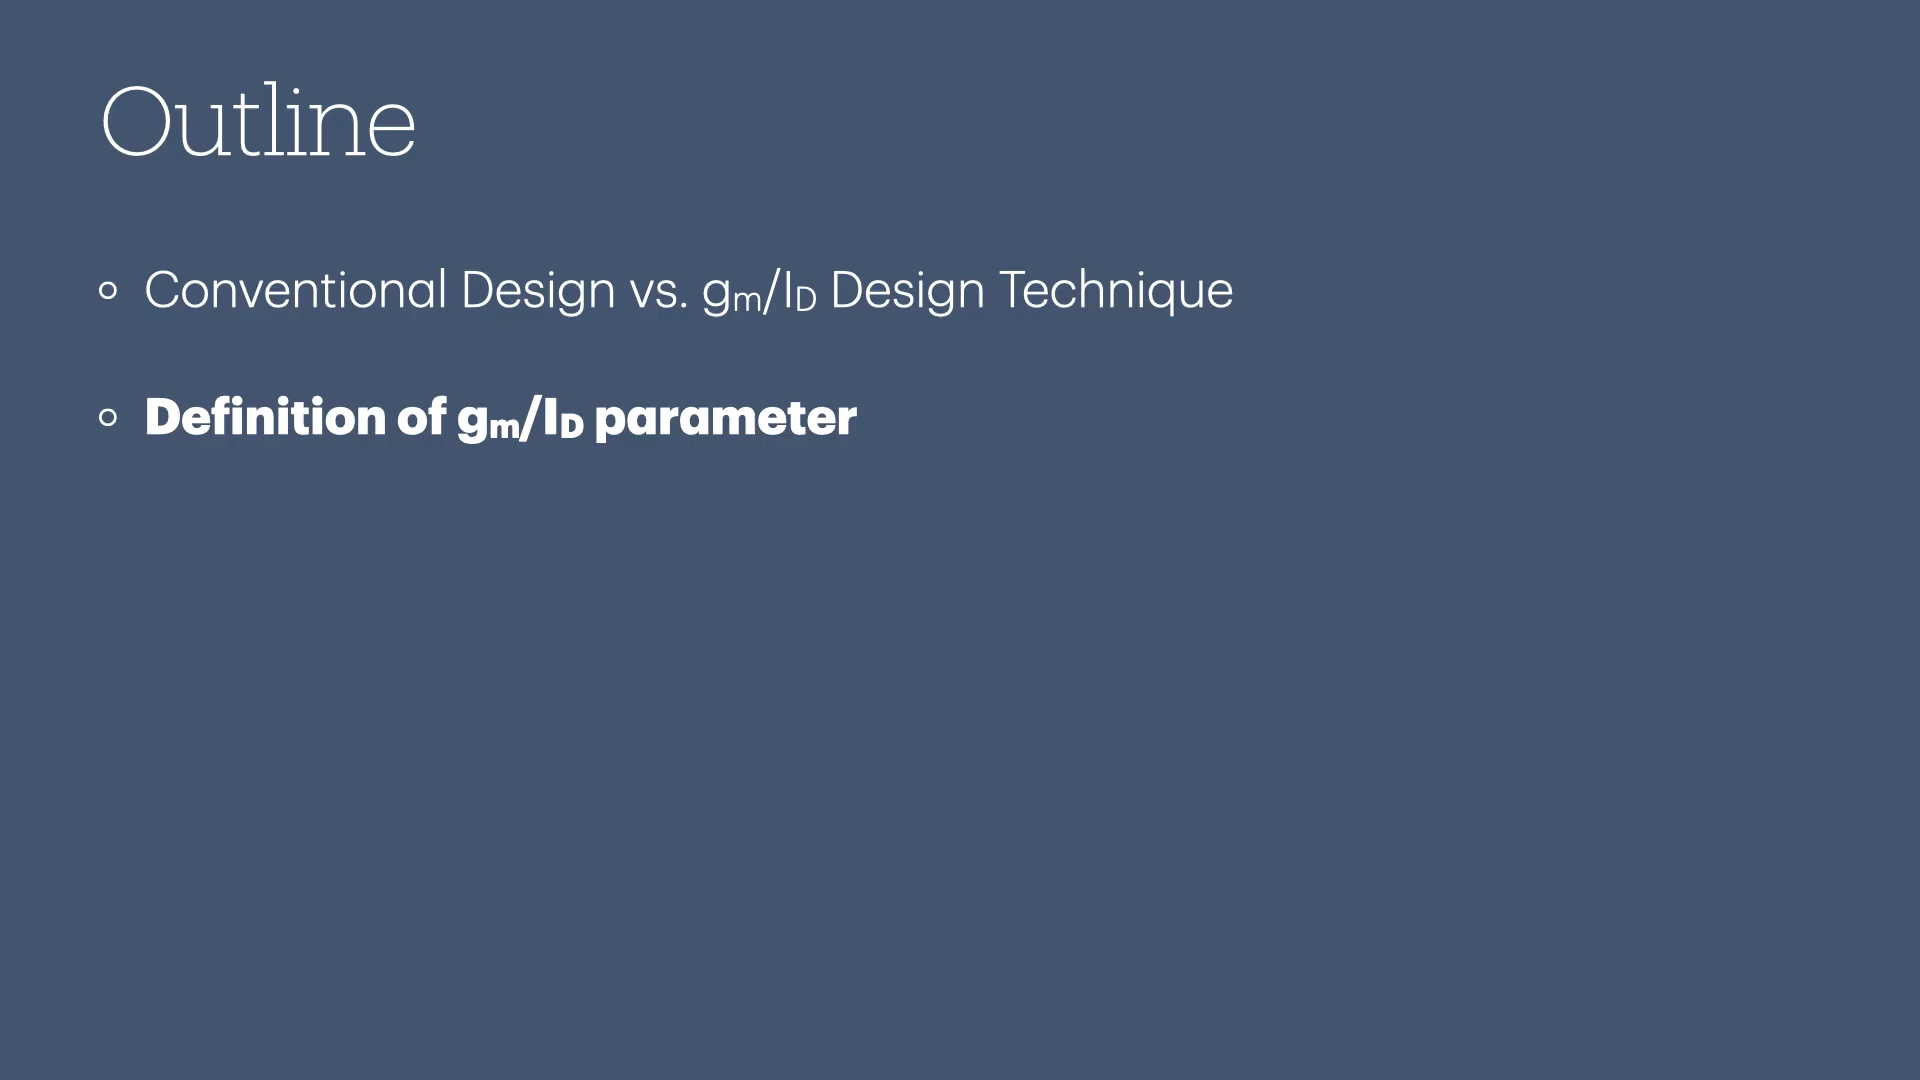 Outline
Conventional Design vs. gm/ID Design Technique
Definition of gm/ID parameter